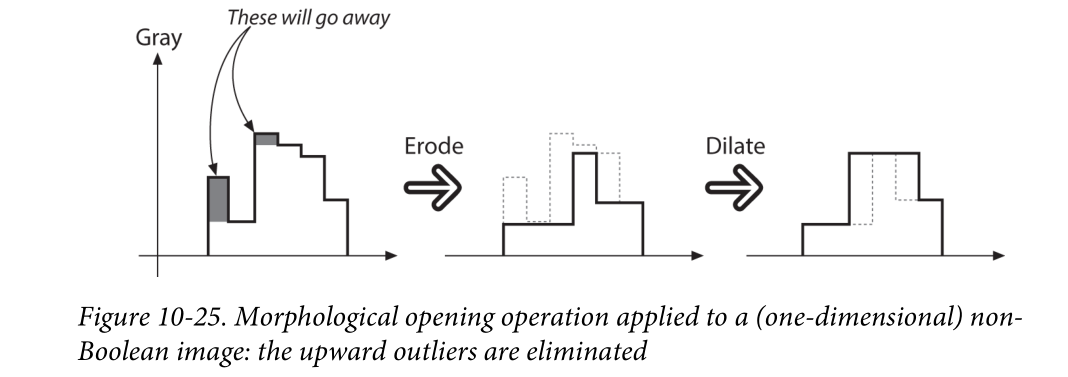 These will go away
Gray
Erode
Dilate
Figure 10-25. Morphological opening operation applied to a (one-dimensional) non-
Boolean image: the upward outliers are eliminated